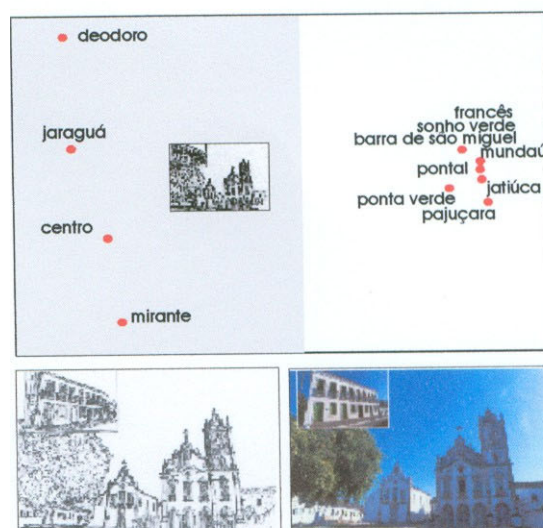 deodoro
jaraguá
centro
mirante
francês
sonho verde
barra de são miguel
mundaú
pontal
jatiúca
ponta verde
pajuçara